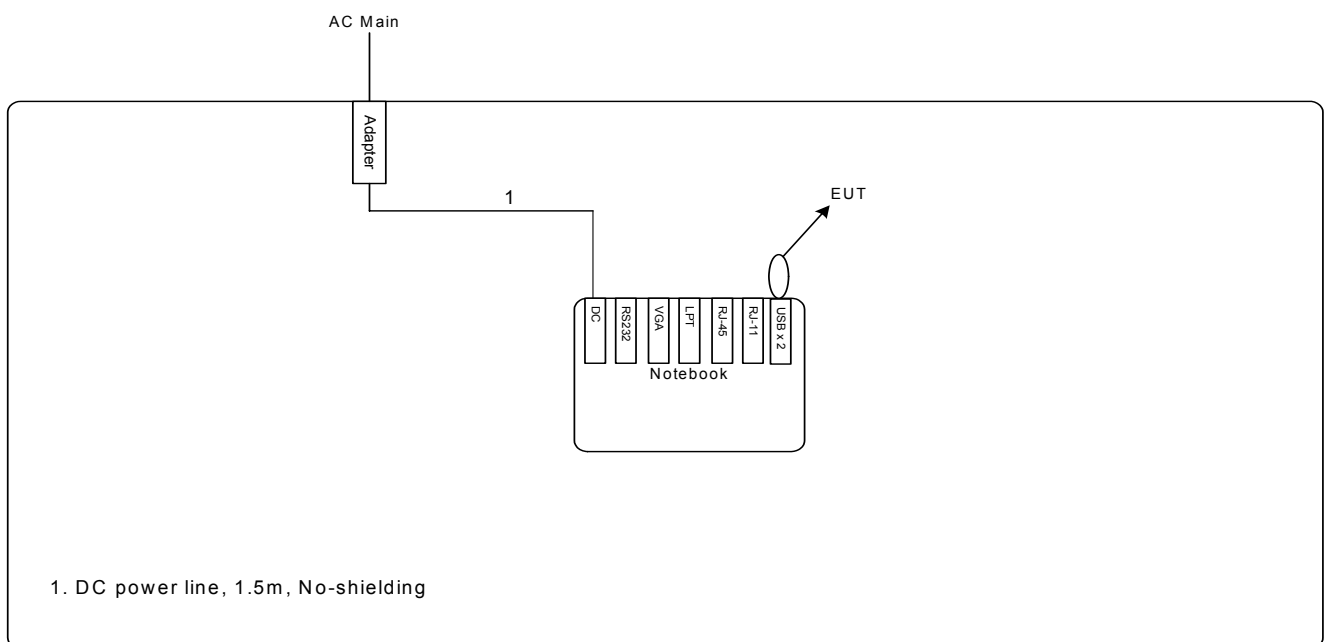 AC Main
Adapter
1
EUT
DC
RS232
VGA
LPT
RJ-45
RJ-11
USB x 2
Notebook
1. DC power line, 1.5m, No-shielding